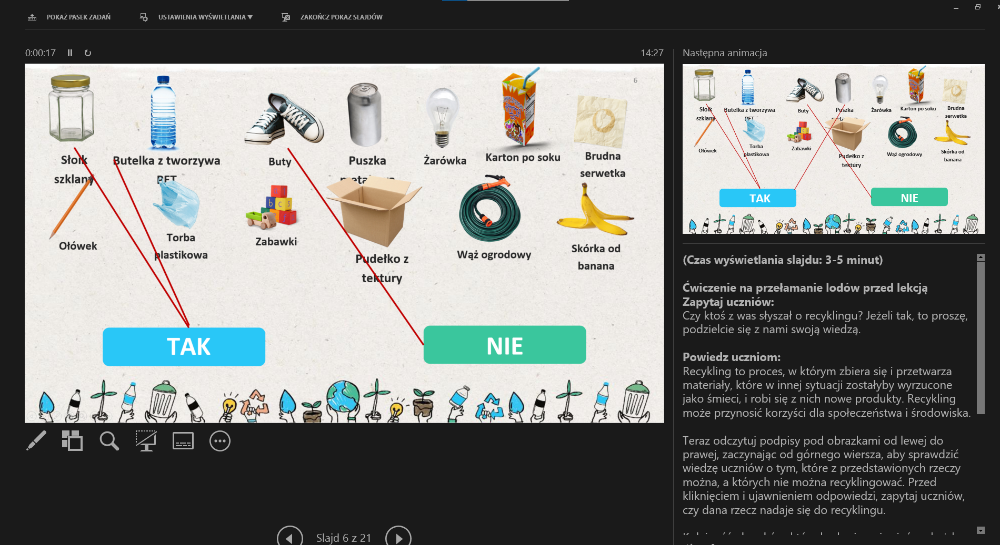 POKAŻ PASEK ZADAŃ
USTAWIENIA WYŚWIETLANIA ▼
ZAKOŃCZ POKAZ SLAJDÓW
0:00:17
14:27
6
Słoik
szklany
Butelka z tworzywa
PET
Buty
Puszka
metalowa
Żarówka
Karton po soku
Brudna
serwetka
Ołówek
Torba
plastikowa
Zabawki
Pudełko z
tektury
Wąż ogrodowy
Skórka od
banana
TAK
NIE
Slajd 6 z 21
Następna animacja
6
Słoik
szklany
Butelka z tworzywa
PET
Buty
Puszka
metalowa
Żarówka
Karton po soku
Brudna
serwetka
Ołówek
Torba
plastikowa
Zabawki
Pudełko z
tektury
Wąż ogrodowy
Skórka od
banana
TAK
NIE
(Czas wyświetlania slajdu: 3-5 minut)
Ćwiczenie na przełamanie lodów przed lekcją
Zapytaj uczniów:
Czy ktoś z was słyszał o recyklingu? Jeżeli tak, to proszę,
podzielcie się z nami swoją wiedzą.
Powiedz uczniom:
Recykling to proces, w którym zbiera się i przetwarza
materiały, które w innej sytuacji zostałyby wyrzucone
jako śmieci, i robi się z nich nowe produkty. Recykling
może przynosić korzyści dla społeczeństwa i środowiska.
Teraz odczytuj podpisy pod obrazkami od lewej do
prawej, zaczynając od górnego wiersza, aby sprawdzić
wiedzę uczniów o tym, które z przedstawionych rzeczy
można, a których nie można recyklingować. Przed
kliknięciem i ujawnieniem odpowiedzi, zapytaj uczniów,
czy dana rzecz nadaje się do recyklingu.